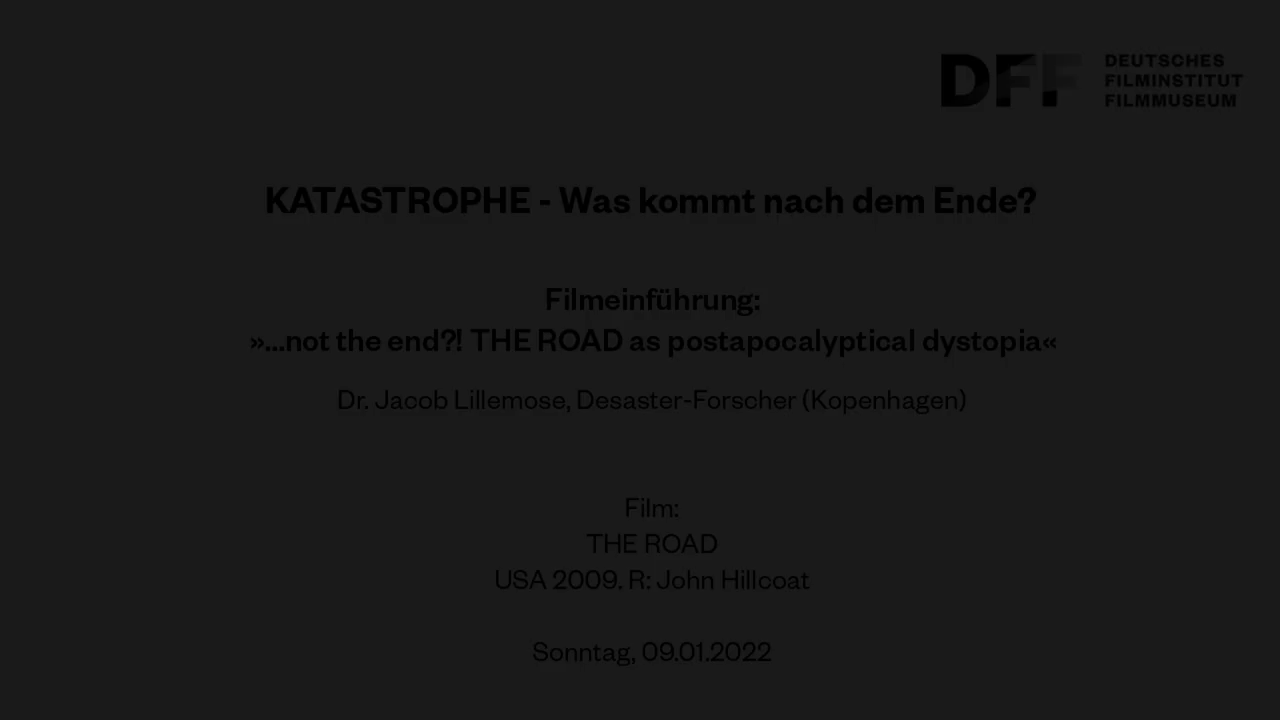 DFF
DEUTSCHES
FILMINSTITUT
FILMMUSEUM
KATASTROPHE - Was kommt nach dem Ende?
Filmeinführung:
»...not the end?! THE ROAD as postapocalyptical dystopia«
Dr. Jacob Lillemose, Desaster-Forscher (Kopenhagen)
Film:
THE ROAD
USA 2009. R: John Hillcoat
Sonntag, 09.01.2022